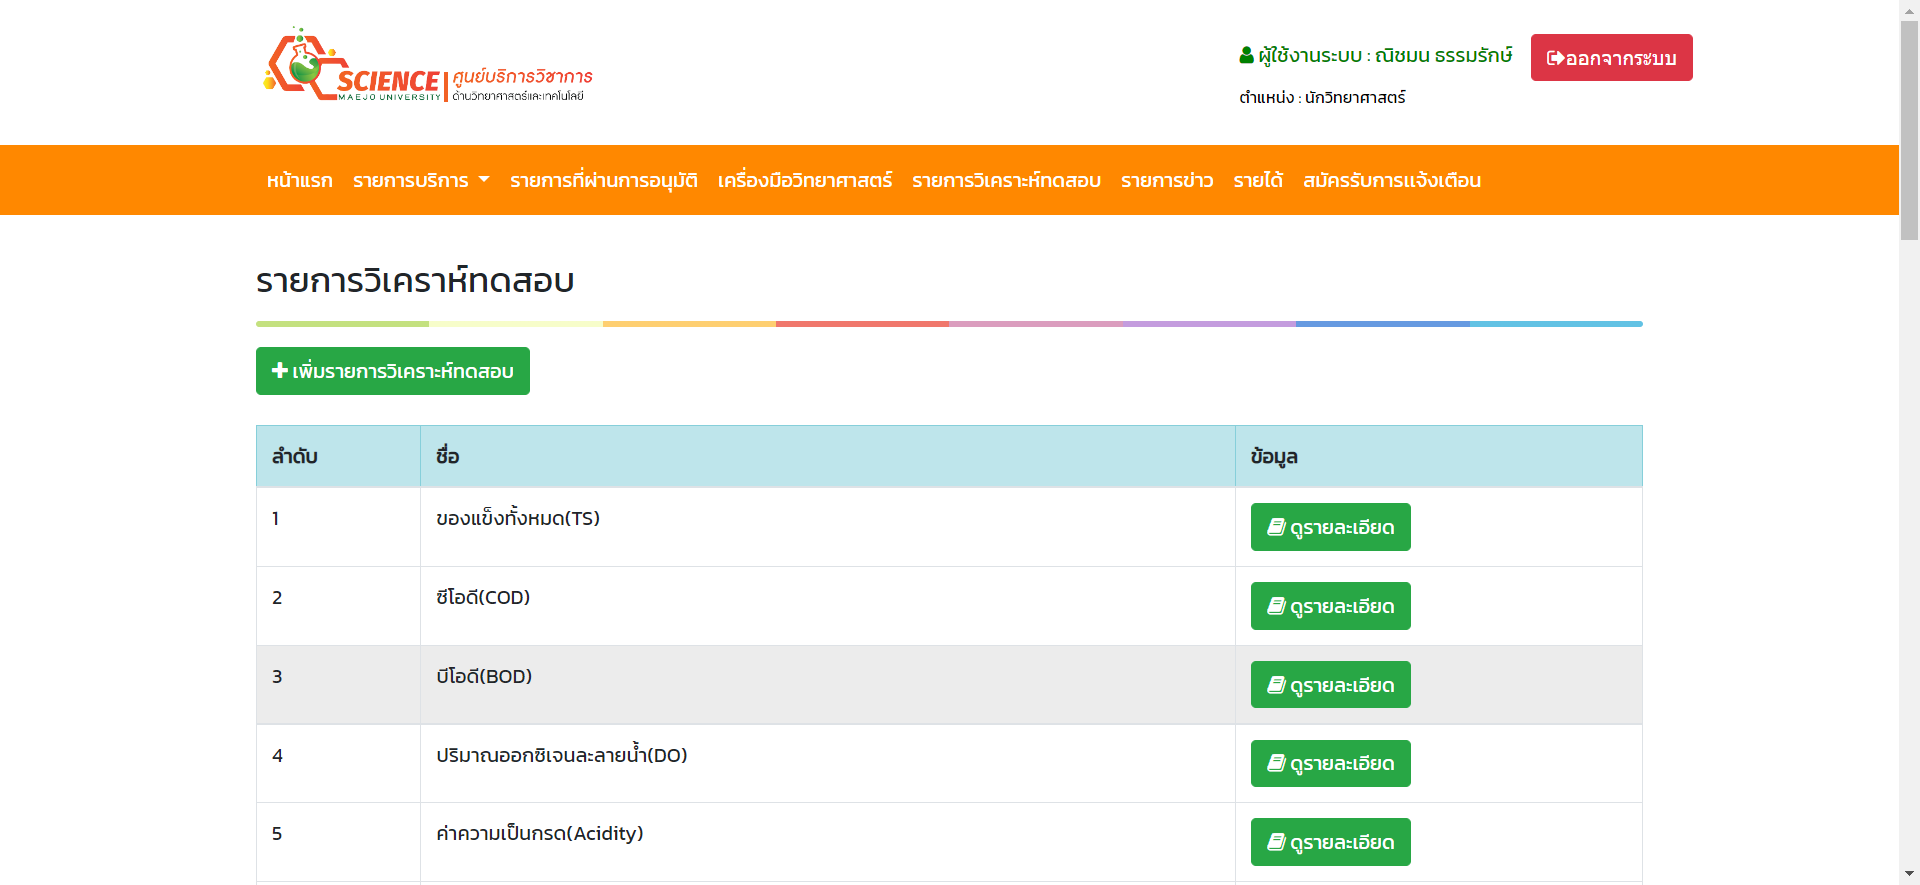 SCIENCE
MAEJO UNIVERSITY
ศูนย์บริการวิชาการ
ด้านวิทยาศาสตร์และเทคโนโลยี
ผู้ใช้งานระบบ : ณิชมน ธรรมรักษ์
ออกจากระบบ
ตำแหน่ง : นักวิทยาศาสตร์
หน้าแรก รายการบริการ รายการที่ผ่านการอนุมัติ เครื่องมือวิทยาศาสตร์ รายการวิเคราะห์ทดสอบ รายการข่าว รายได้ สมัครรับการแจ้งเตือน
รายการวิเคราห์ทดสอบ
เพิ่มรายการวิเคราะห์ทดสอบ
ลำดับ ชื่อ ข้อมูล
1 ของแข็งทั้งหมด(TS) ดูรายละเอียด
2 ซีโอดี(COD) ดูรายละเอียด
3 บีโอดี(BOD) ดูรายละเอียด
4 ปริมาณออกซิเจนละลายน้ำ(DO) ดูรายละเอียด
5 ค่าความเป็นกรด(Acidity) ดูรายละเอียด